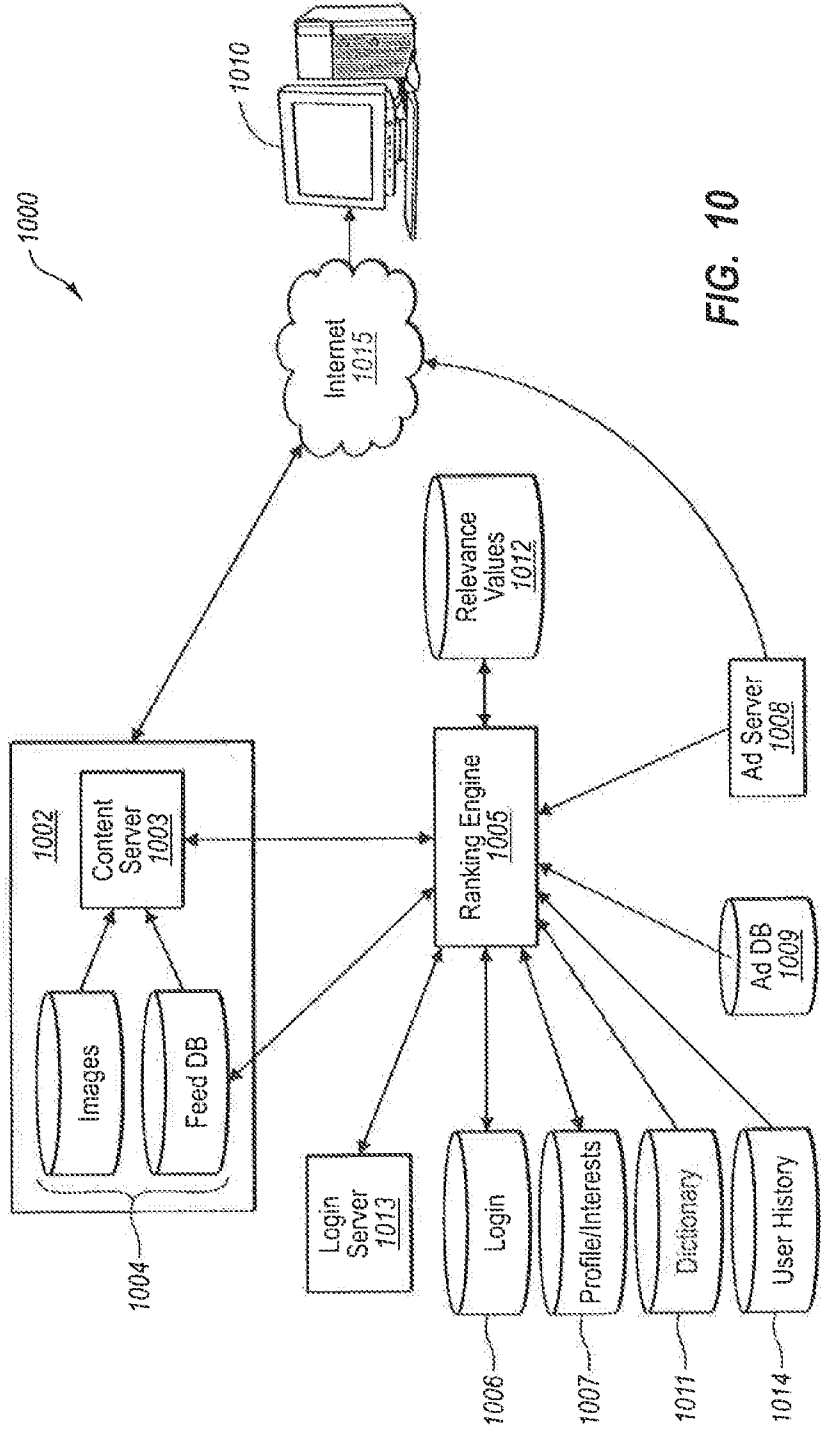 1000
1002
Content
Server
1003
Images
Feed DB
1004
Internet
1015
1010
Login
Server
1013
Ranking Engine
1005
Relevance
Values
1012
Login
1006
Profile/Interests
1007
Dictionary
1011
User History
1014
Ad DB
1009
Ad Server
1008
FIG. 10